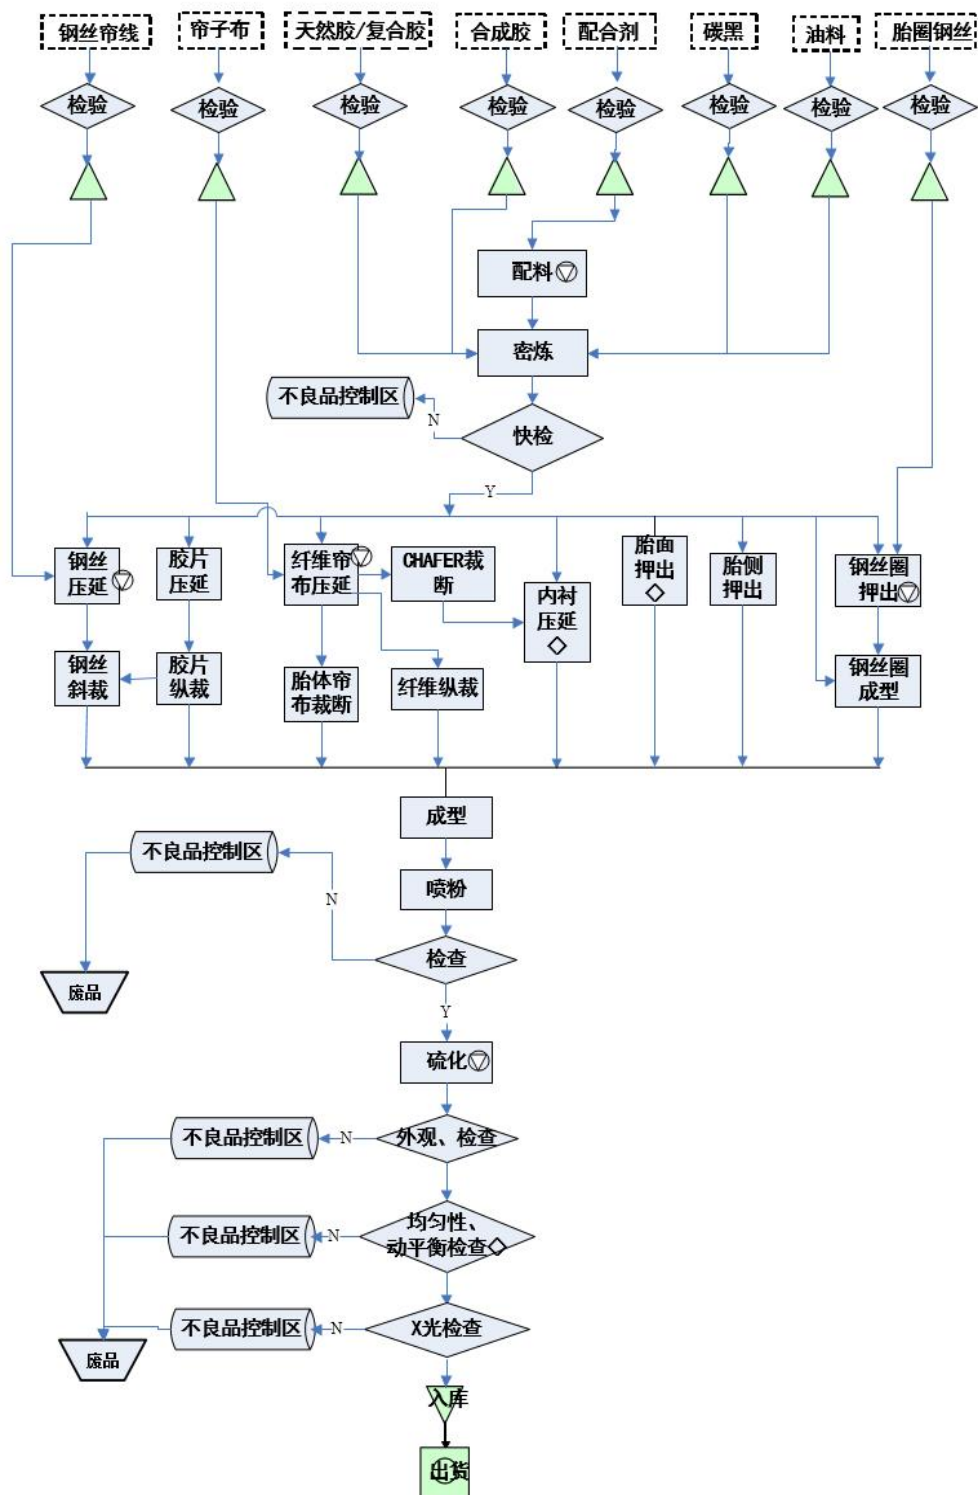 钢丝帘线
帘子布
天然胶/复合胶
合成胶
配合剂
碳黑
油料
胎圈钢丝
检验
检验
检验
检验
检验
检验
检验
检验
配料
密炼
不良品控制区
N
快检
Y
钢丝
压延
胶片
压延
纤维帘
布压延
CHAFER裁
断
内衬
压延
胎面
押出
胎侧
押出
钢丝圈
押出
钢丝
斜裁
胶片
纵裁
胎体帘
布裁断
纤维纵裁
钢丝圈
成型
成型
不良品控制区
喷粉
N
检查
废品
Y
硫化
不良品控制区
N
外观、检查
不良品控制区
N
均匀性、
动平衡检查
不良品控制区
N
X光检查
废品
入库
出货